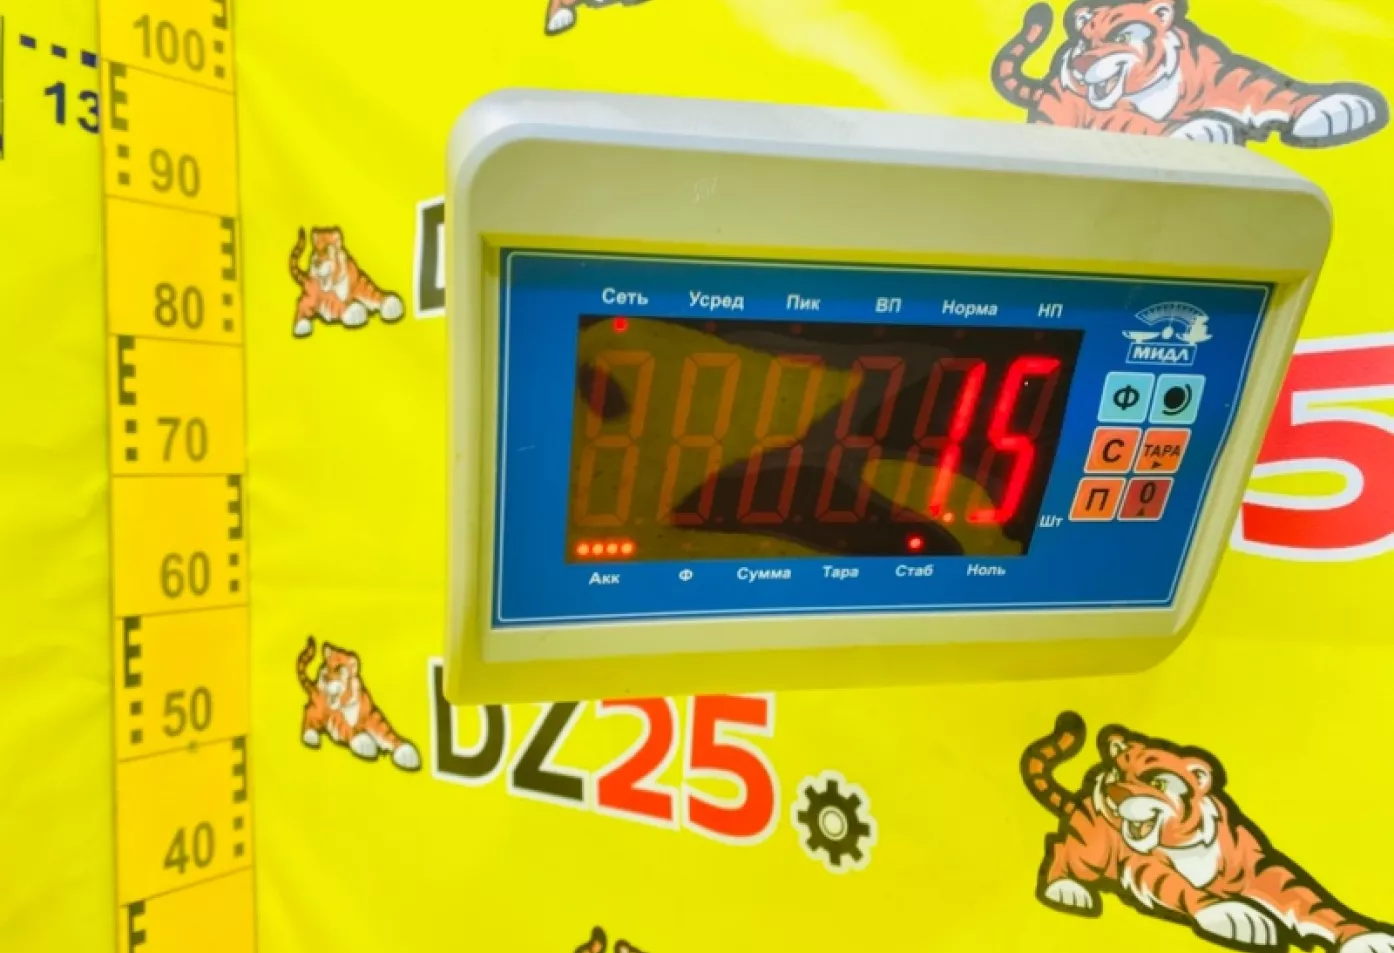 100
13
90
80
70
60
50
40
Сеть Усред Пик ВП Норма НП
1.5
Шт
Акк Ф Сумма Тара Стаб Ноль
МИДЛ
Ф
С ТАРА
П 0
5
DZ25